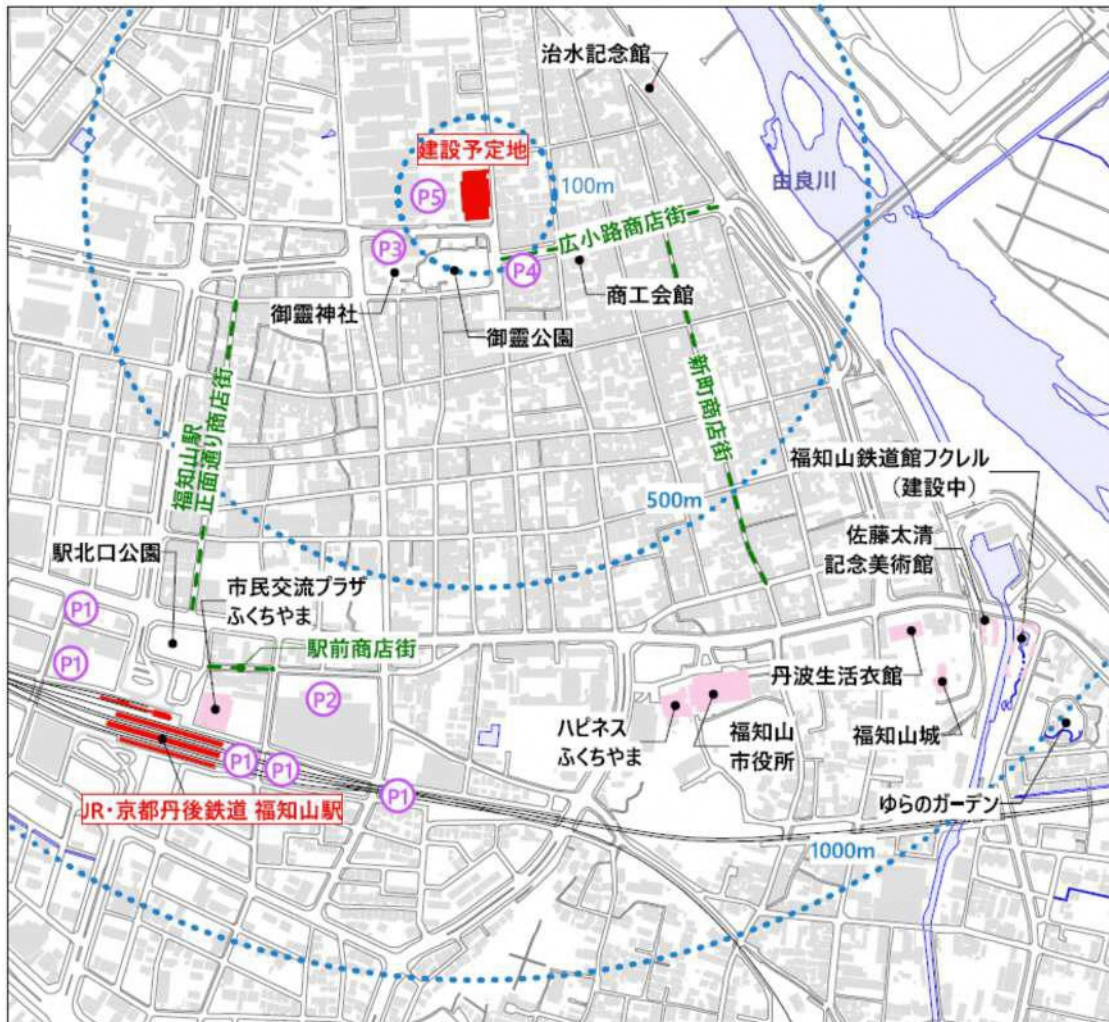 治水記念館
建設予定地
P5
100m
由良川
P3
広小路商店街
P4
商工会館
御霊神社
御靈公園
新町商店街
福知山駅
正面通り商店街
500m
福知山鉄道館フクレル
（建設中）
佐藤太清
記念美術館
駅北口公園
市民交流プラザ
ふくちやま
P1
駅前商店街
P1
P2
丹波生活衣館
ハピネス
ふくちやま
福知山
市役所
福知山城
P1
P1
P1
ゆらのガーデン
JR・京都丹後鉄道 福知山駅
1000m